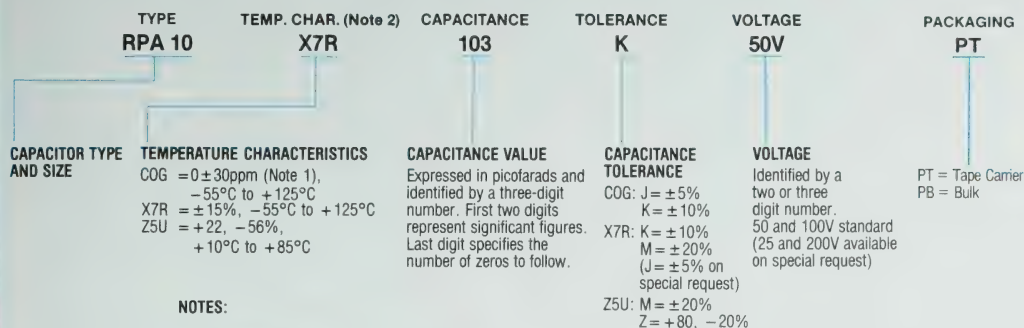 TYPE TEMP. CHAR. (Note 2) CAPACITANCE TOLERANCE VOLTAGE PACKAGING
RPA 10 X7R 103 K 50V PT
CAPACITOR TYPE
AND SIZE
TEMPERATURE CHARACTERISTICS
COG =0±30ppm (Note 1),
−55°C to +125°C
X7R =±15%, −55°C to +125°C
Z5U =+22, −56%,
+10°C to +85°C
CAPACITANCE VALUE
Expressed in picofarads and
identified by a three-digit
number. First two digits
represent significant figures.
Last digit specifies the
number of zeros to follow.
CAPACITANCE
TOLERANCE
COG: J=±5%
K=±10%
X7R: K=±10%
M=±20%
(J=±5% on
special request)
Z5U: M=±20%
Z=+80, −20%
VOLTAGE
Identified by a
two or three
digit number.
50 and 100V standard
(25 and 200V available
on special request)
PT = Tape Carrier
PB = Bulk
NOTES: